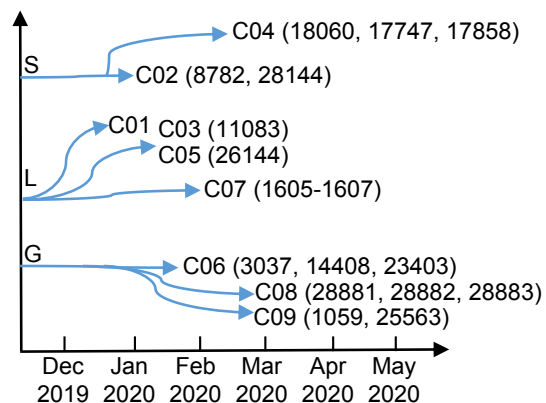 C04 (18060, 17747, 17858)
S
C02 (8782, 28144)
C01 C03 (11083)
C05 (26144)
L
C07 (1605-1607)
G
C06 (3037, 14408, 23403)
C08 (28881, 28882, 28883)
C09 (1059, 25563)
Dec Jan Feb Mar Apr May
2019 2020 2020 2020 2020 2020